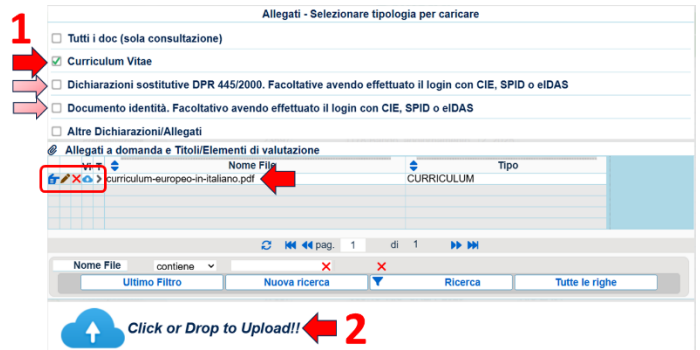 Allegati - Selezionare tipologia per caricare
1
Tutti i doc (sola consultazione)
Curriculum Vitae
Dichiarazioni sostitutive DPR 445/2000. Facoltative avendo effettuato il login con CIE, SPID o eIDAS
Documento identità. Facoltativo avendo effettuato il login con CIE, SPID o eIDAS
Altre Dichiarazioni/Allegati
Allegati a domanda e Titoli/Elementi di valutazione
Vi T Nome File Tipo
curriculum-europeo-in-italiano.pdf CURRICULUM
pag. 1 di 1
Nome File contiene
Ultimo Filtro Nuova ricerca Ricerca Tutte le righe
Click or Drop to Upload!! 2